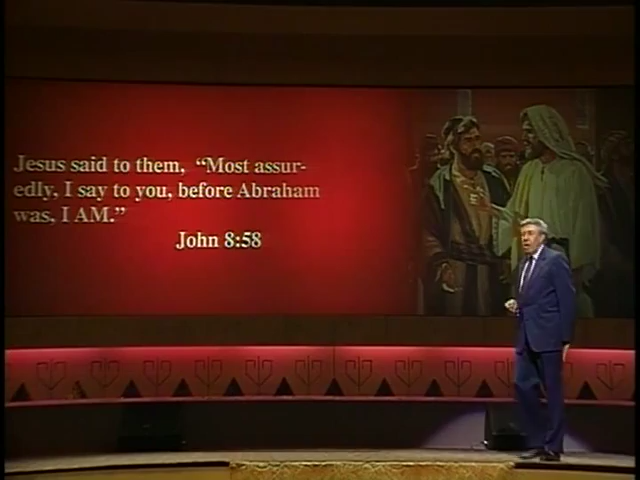 Jesus said to them, “Most assur-
edly, I say to you, before Abraham
was, I AM.”
John 8:58